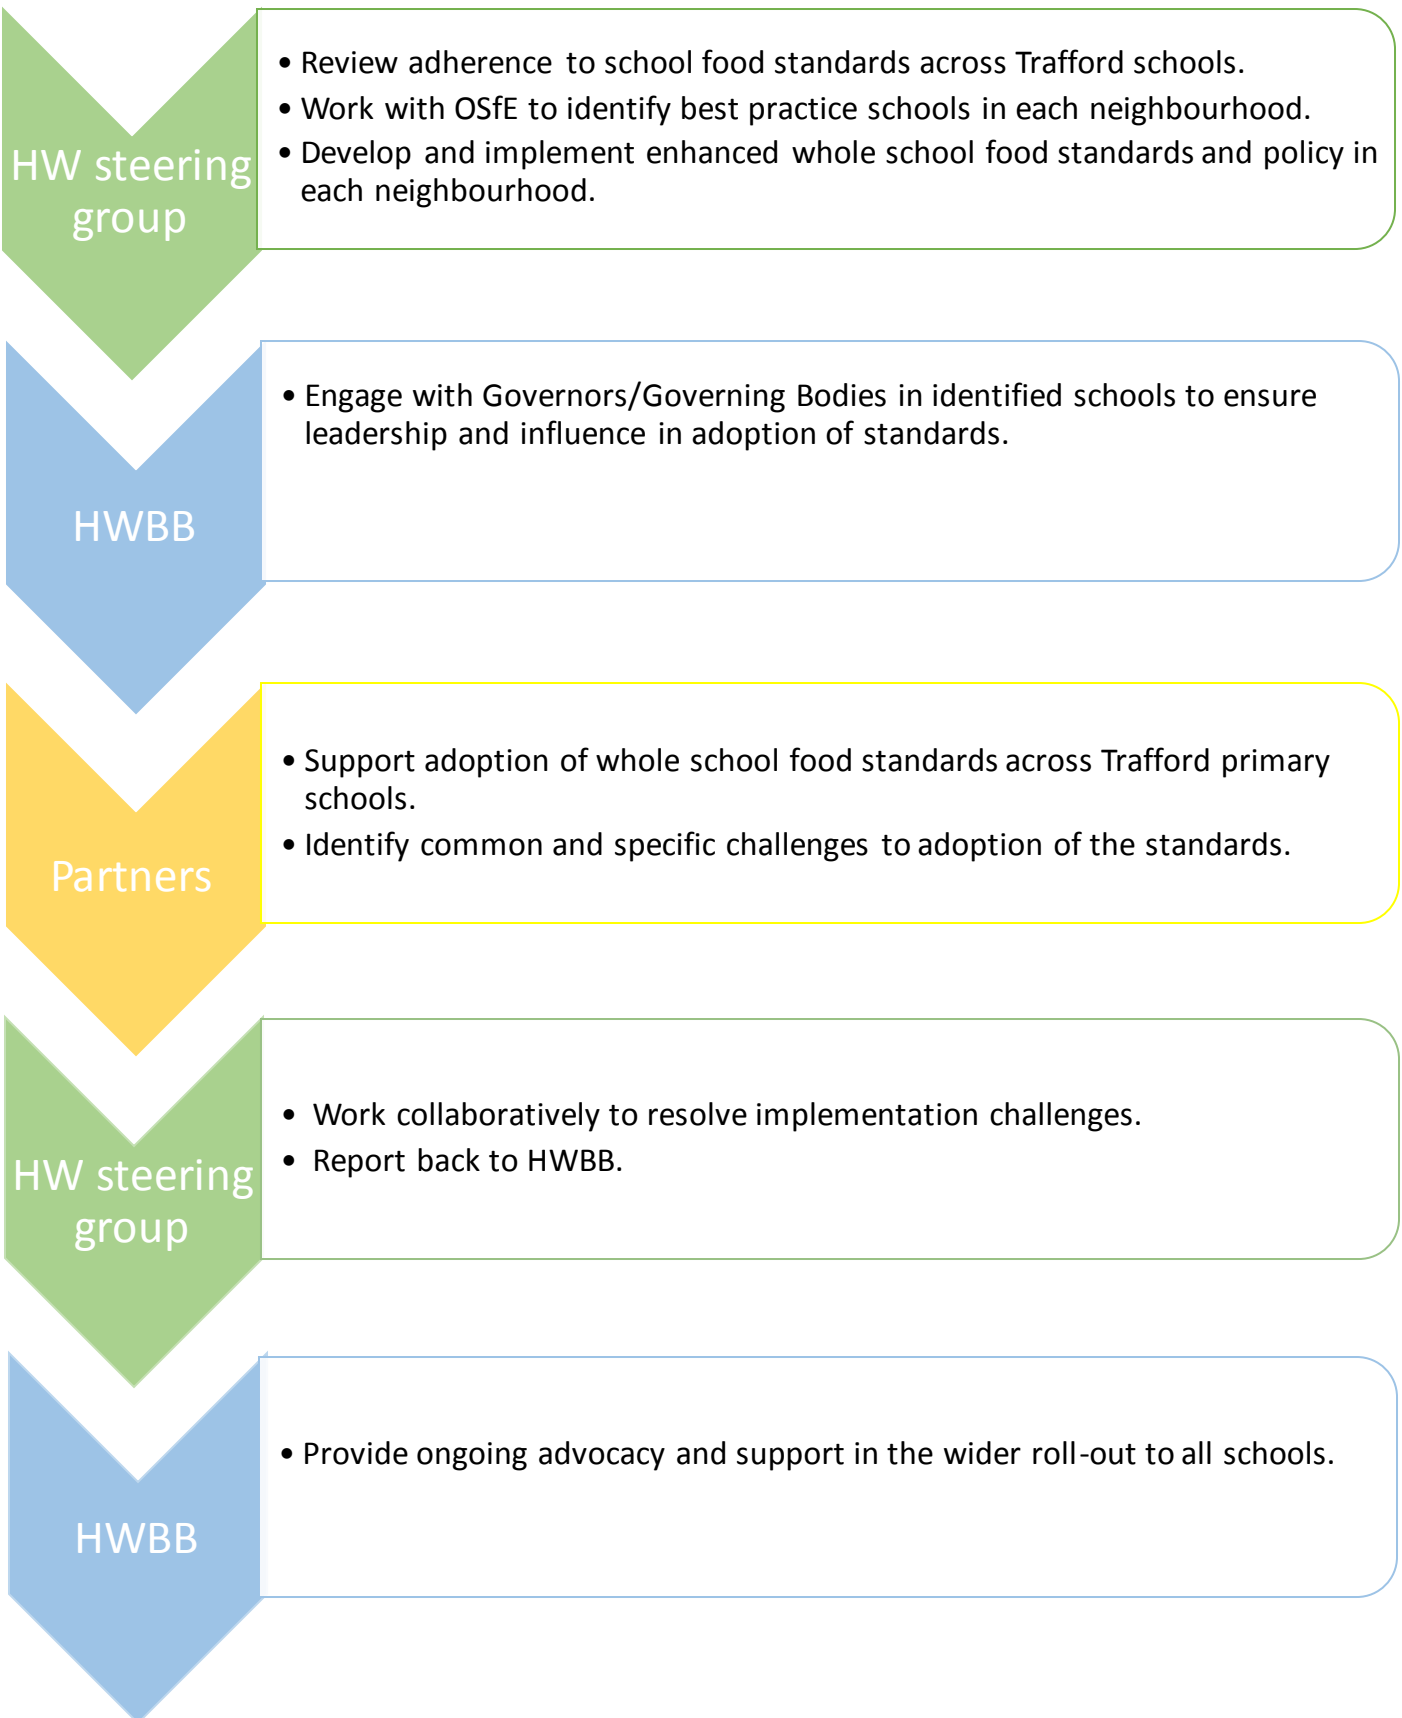 HW steering
group
• Review adherence to school food standards across Trafford schools.
• Work with OSfE to identify best practice schools in each neighbourhood.
• Develop and implement enhanced whole school food standards and policy in
each neighbourhood.
HWBB
• Engage with Governors/Governing Bodies in identified schools to ensure
leadership and influence in adoption of standards.
Partners
• Support adoption of whole school food standards across Trafford primary
schools.
• Identify common and specific challenges to adoption of the standards.
HW steering
group
• Work collaboratively to resolve implementation challenges.
• Report back to HWBB.
HWBB
• Provide ongoing advocacy and support in the wider roll-out to all schools.